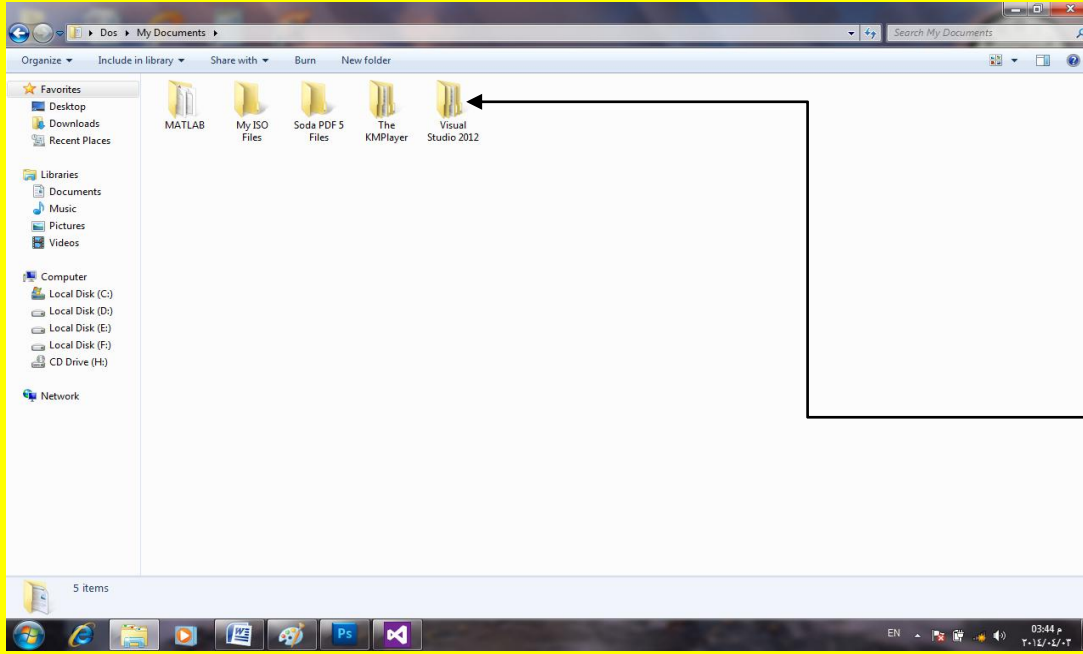 Dos My Documents Search My Documents
Organize Include in library Share with Burn New folder
Favorites
Desktop
Downloads
Recent Places
Libraries
Documents
Music
Pictures
Videos
Computer
Local Disk (C:)
Local Disk (D:)
Local Disk (E:)
Local Disk (F:)
CD Drive (H:)
Network
MATLAB
My ISO
Files
Soda PDF 5
Files
The
KMPlayer
Visual
Studio 2012
5 items
Ps
EN
03:44 م
٢٠١٤/٠٤/٠٣